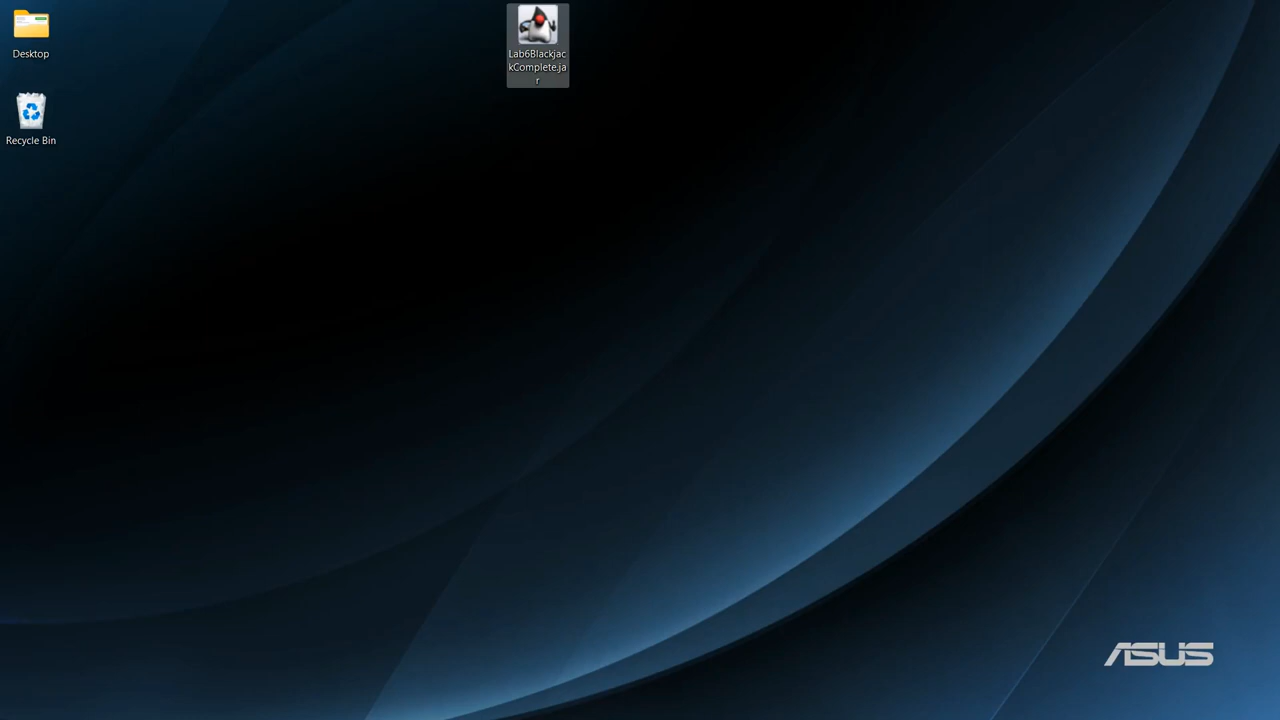 Desktop
Recycle Bin
Lab6Blackjac
kComplete.ja
r
ASUS